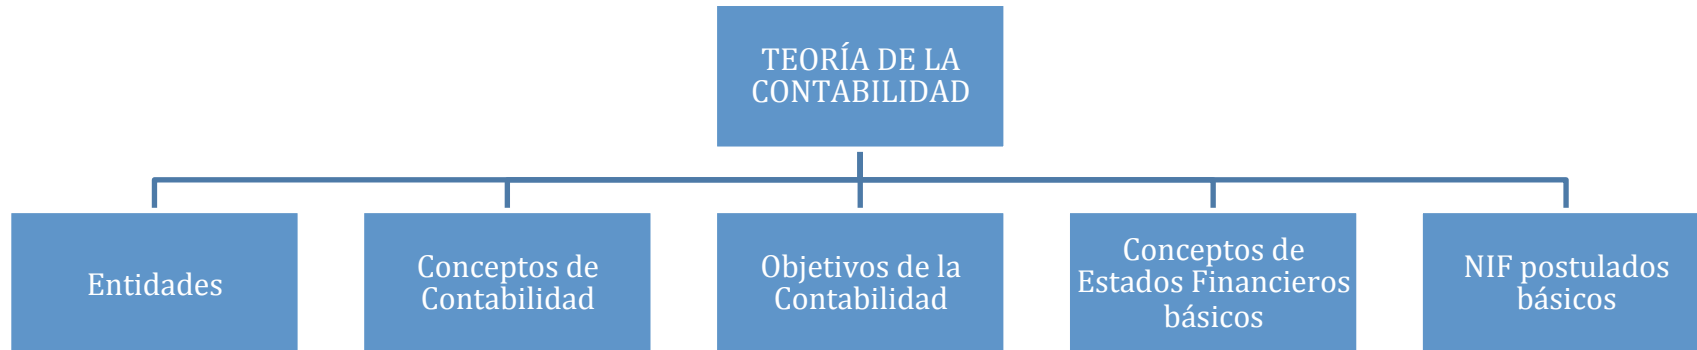 TEORÍA DE LA
CONTABILIDAD
Entidades
Conceptos de
Contabilidad
Objetivos de la
Contabilidad
Conceptos de
Estados Financieros
básicos
NIF postulados
básicos